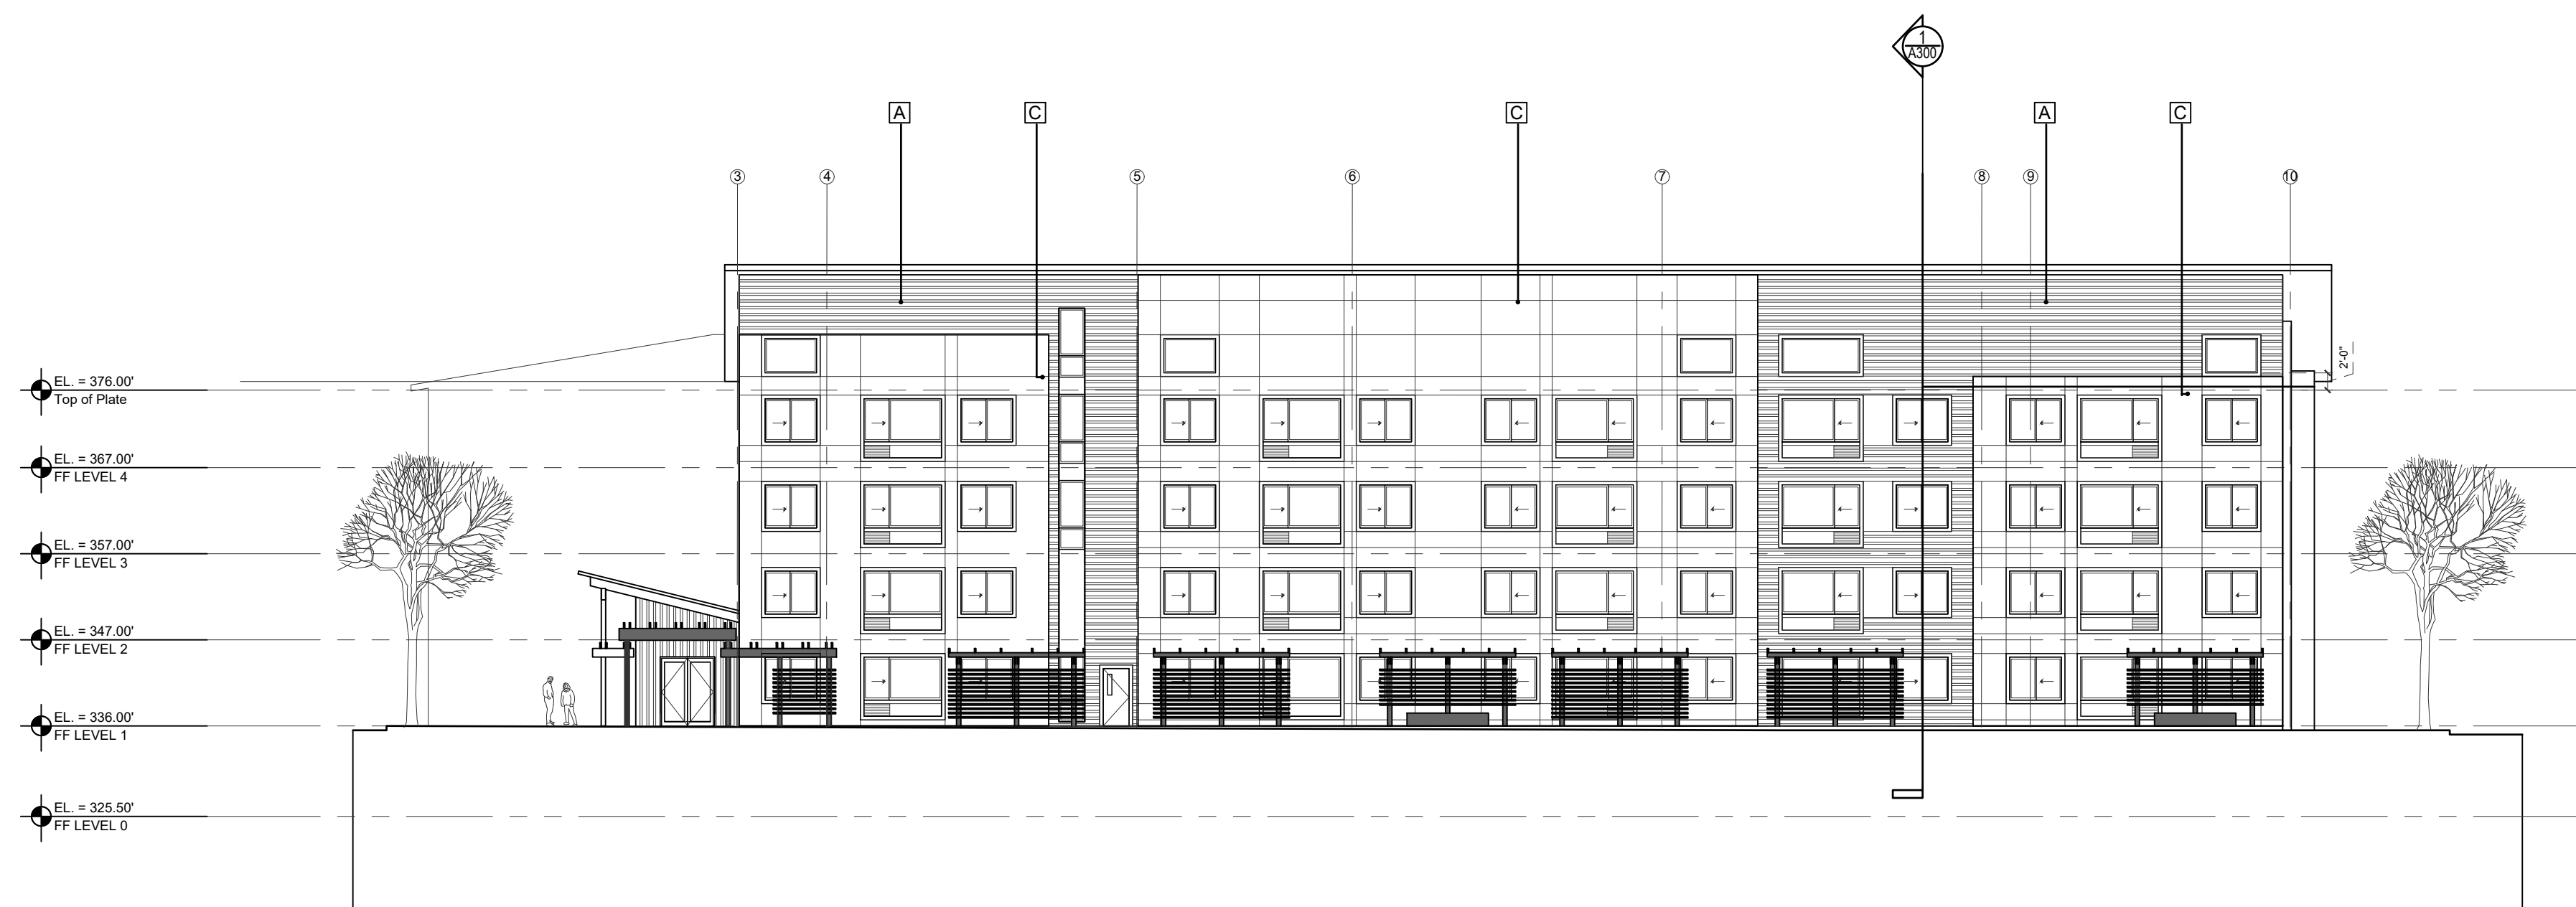 1
A300
A
C
C
A
C
3
4
5
6
7
8
9
10
2'-0"
EL. = 376.00'
Top of Plate
EL. = 367.00'
FF LEVEL 4
EL. = 357.00'
FF LEVEL 3
EL. = 347.00'
FF LEVEL 2
EL. = 336.00'
FF LEVEL 1
EL. = 325.50'
FF LEVEL 0